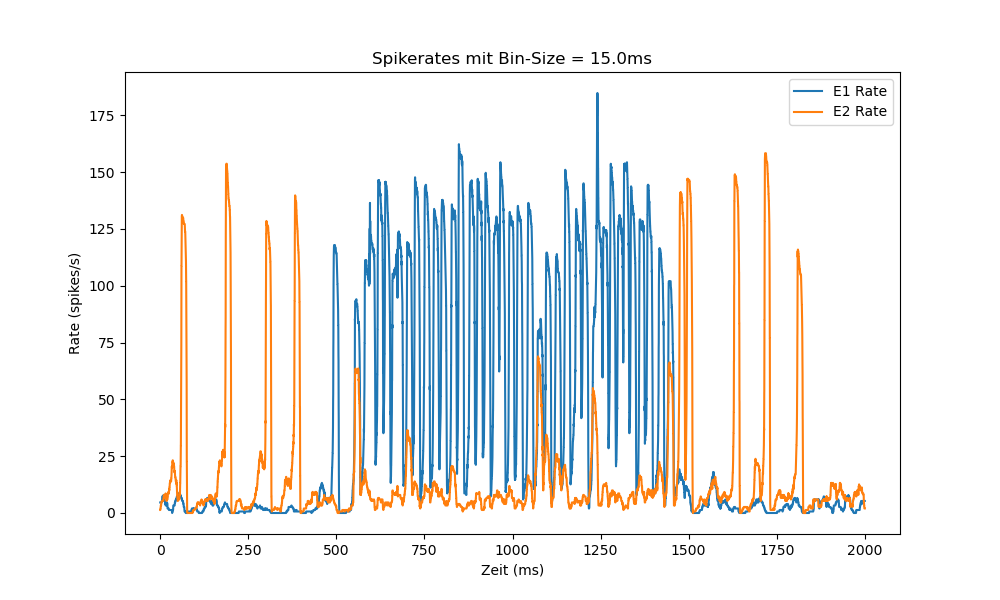 Spikerates mit Bin-Size = 15.0ms
E1 Rate
E2 Rate
175
150
125
100
75
50
25
0
Rate (spikes/s)
0 250 500 750 1000 1250 1500 1750 2000
Zeit (ms)